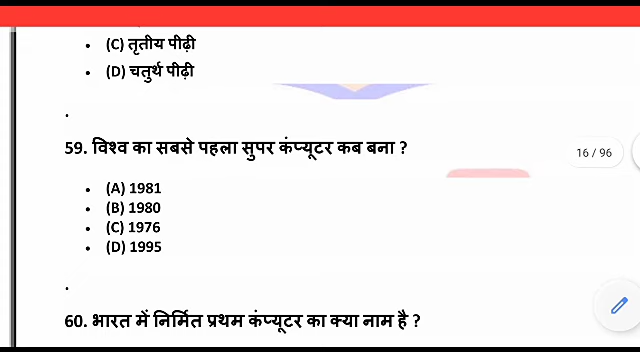 • (C) तृतीय पीढ़ी
• (D) चतुर्थ पीढ़ी
.
59. विश्व का सबसे पहला सुपर कंप्यूटर कब बना ?
16 / 96
• (A) 1981
• (B) 1980
• (C) 1976
• (D) 1995
.
60. भारत में निर्मित प्रथम कंप्यूटर का क्या नाम है ?